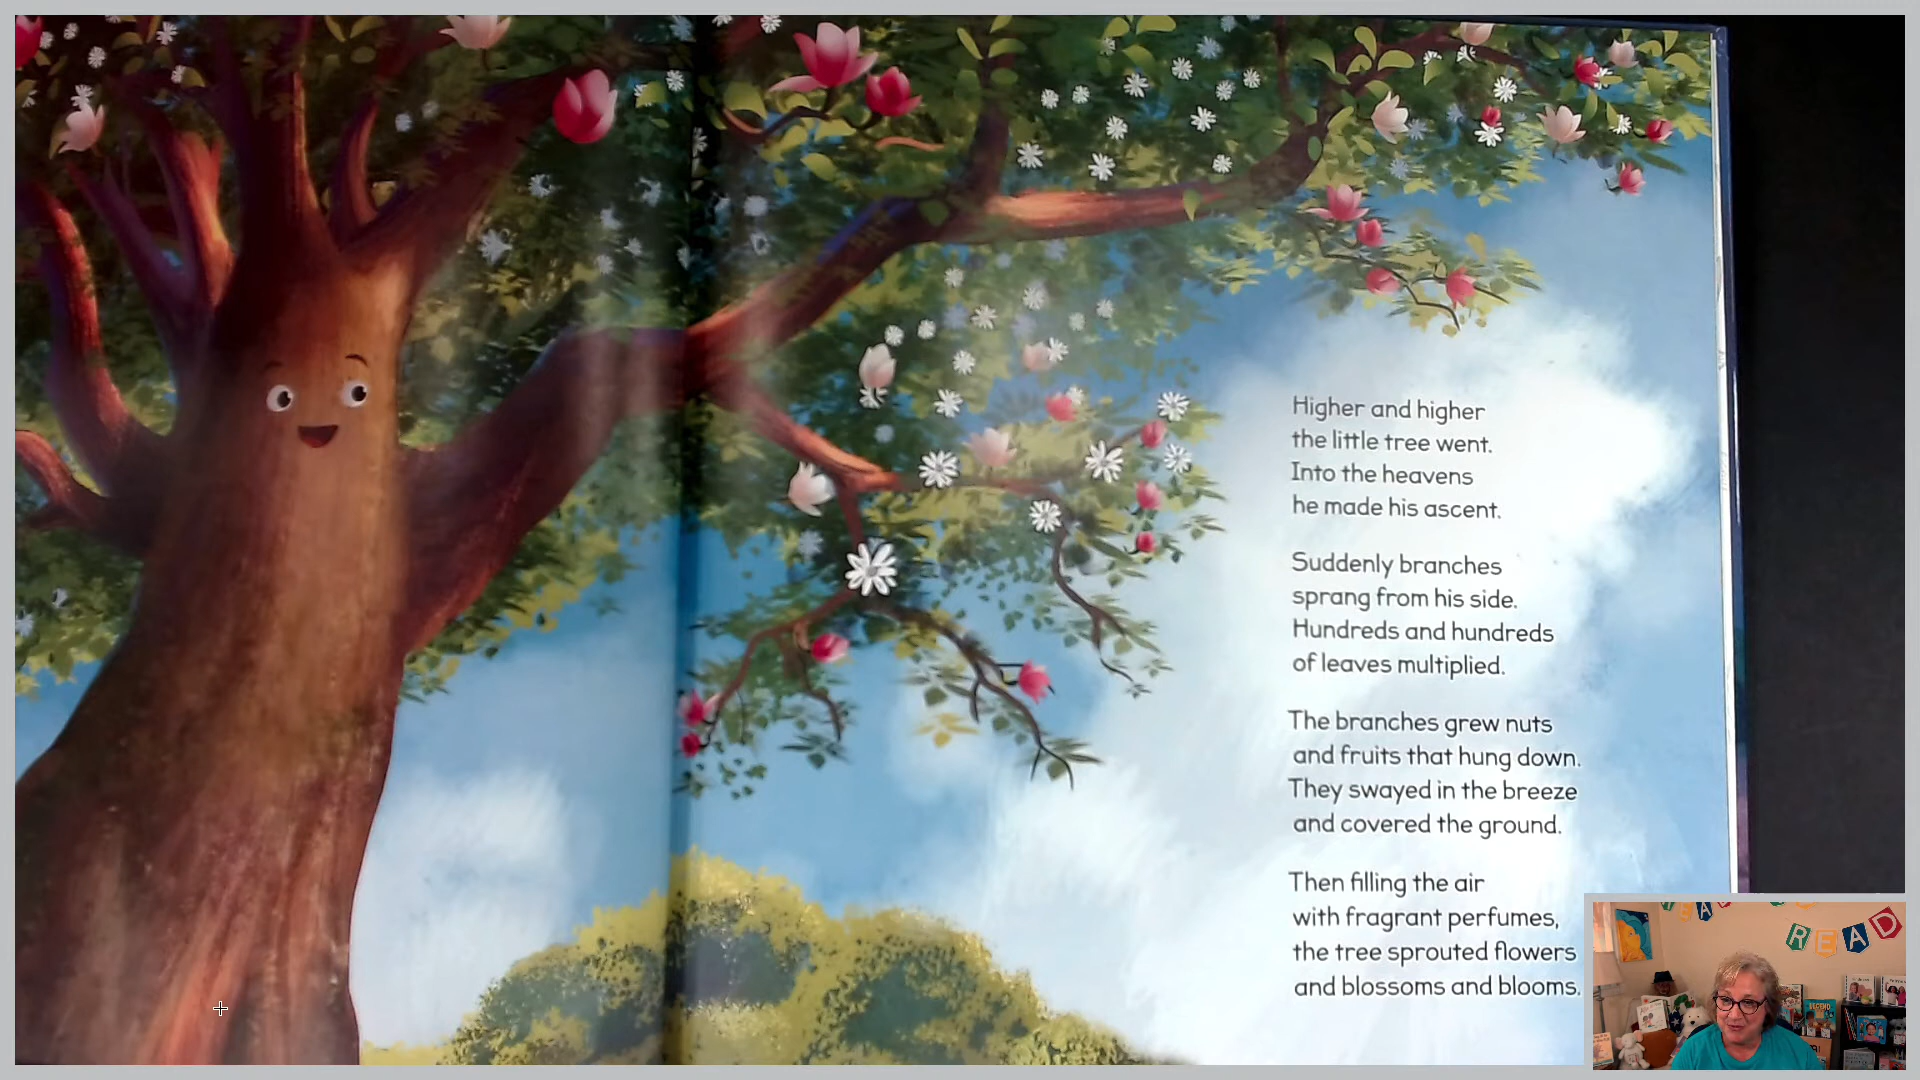 Higher and higher
the little tree went.
Into the heavens
he made his ascent.
Suddenly branches
sprang from his side.
Hundreds and hundreds
of leaves multiplied.
The branches grew nuts
and fruits that hung down.
They swayed in the breeze
and covered the ground.
Then filling the air
with fragrant perfumes,
the tree sprouted flowers
and blossoms and blooms.
READ